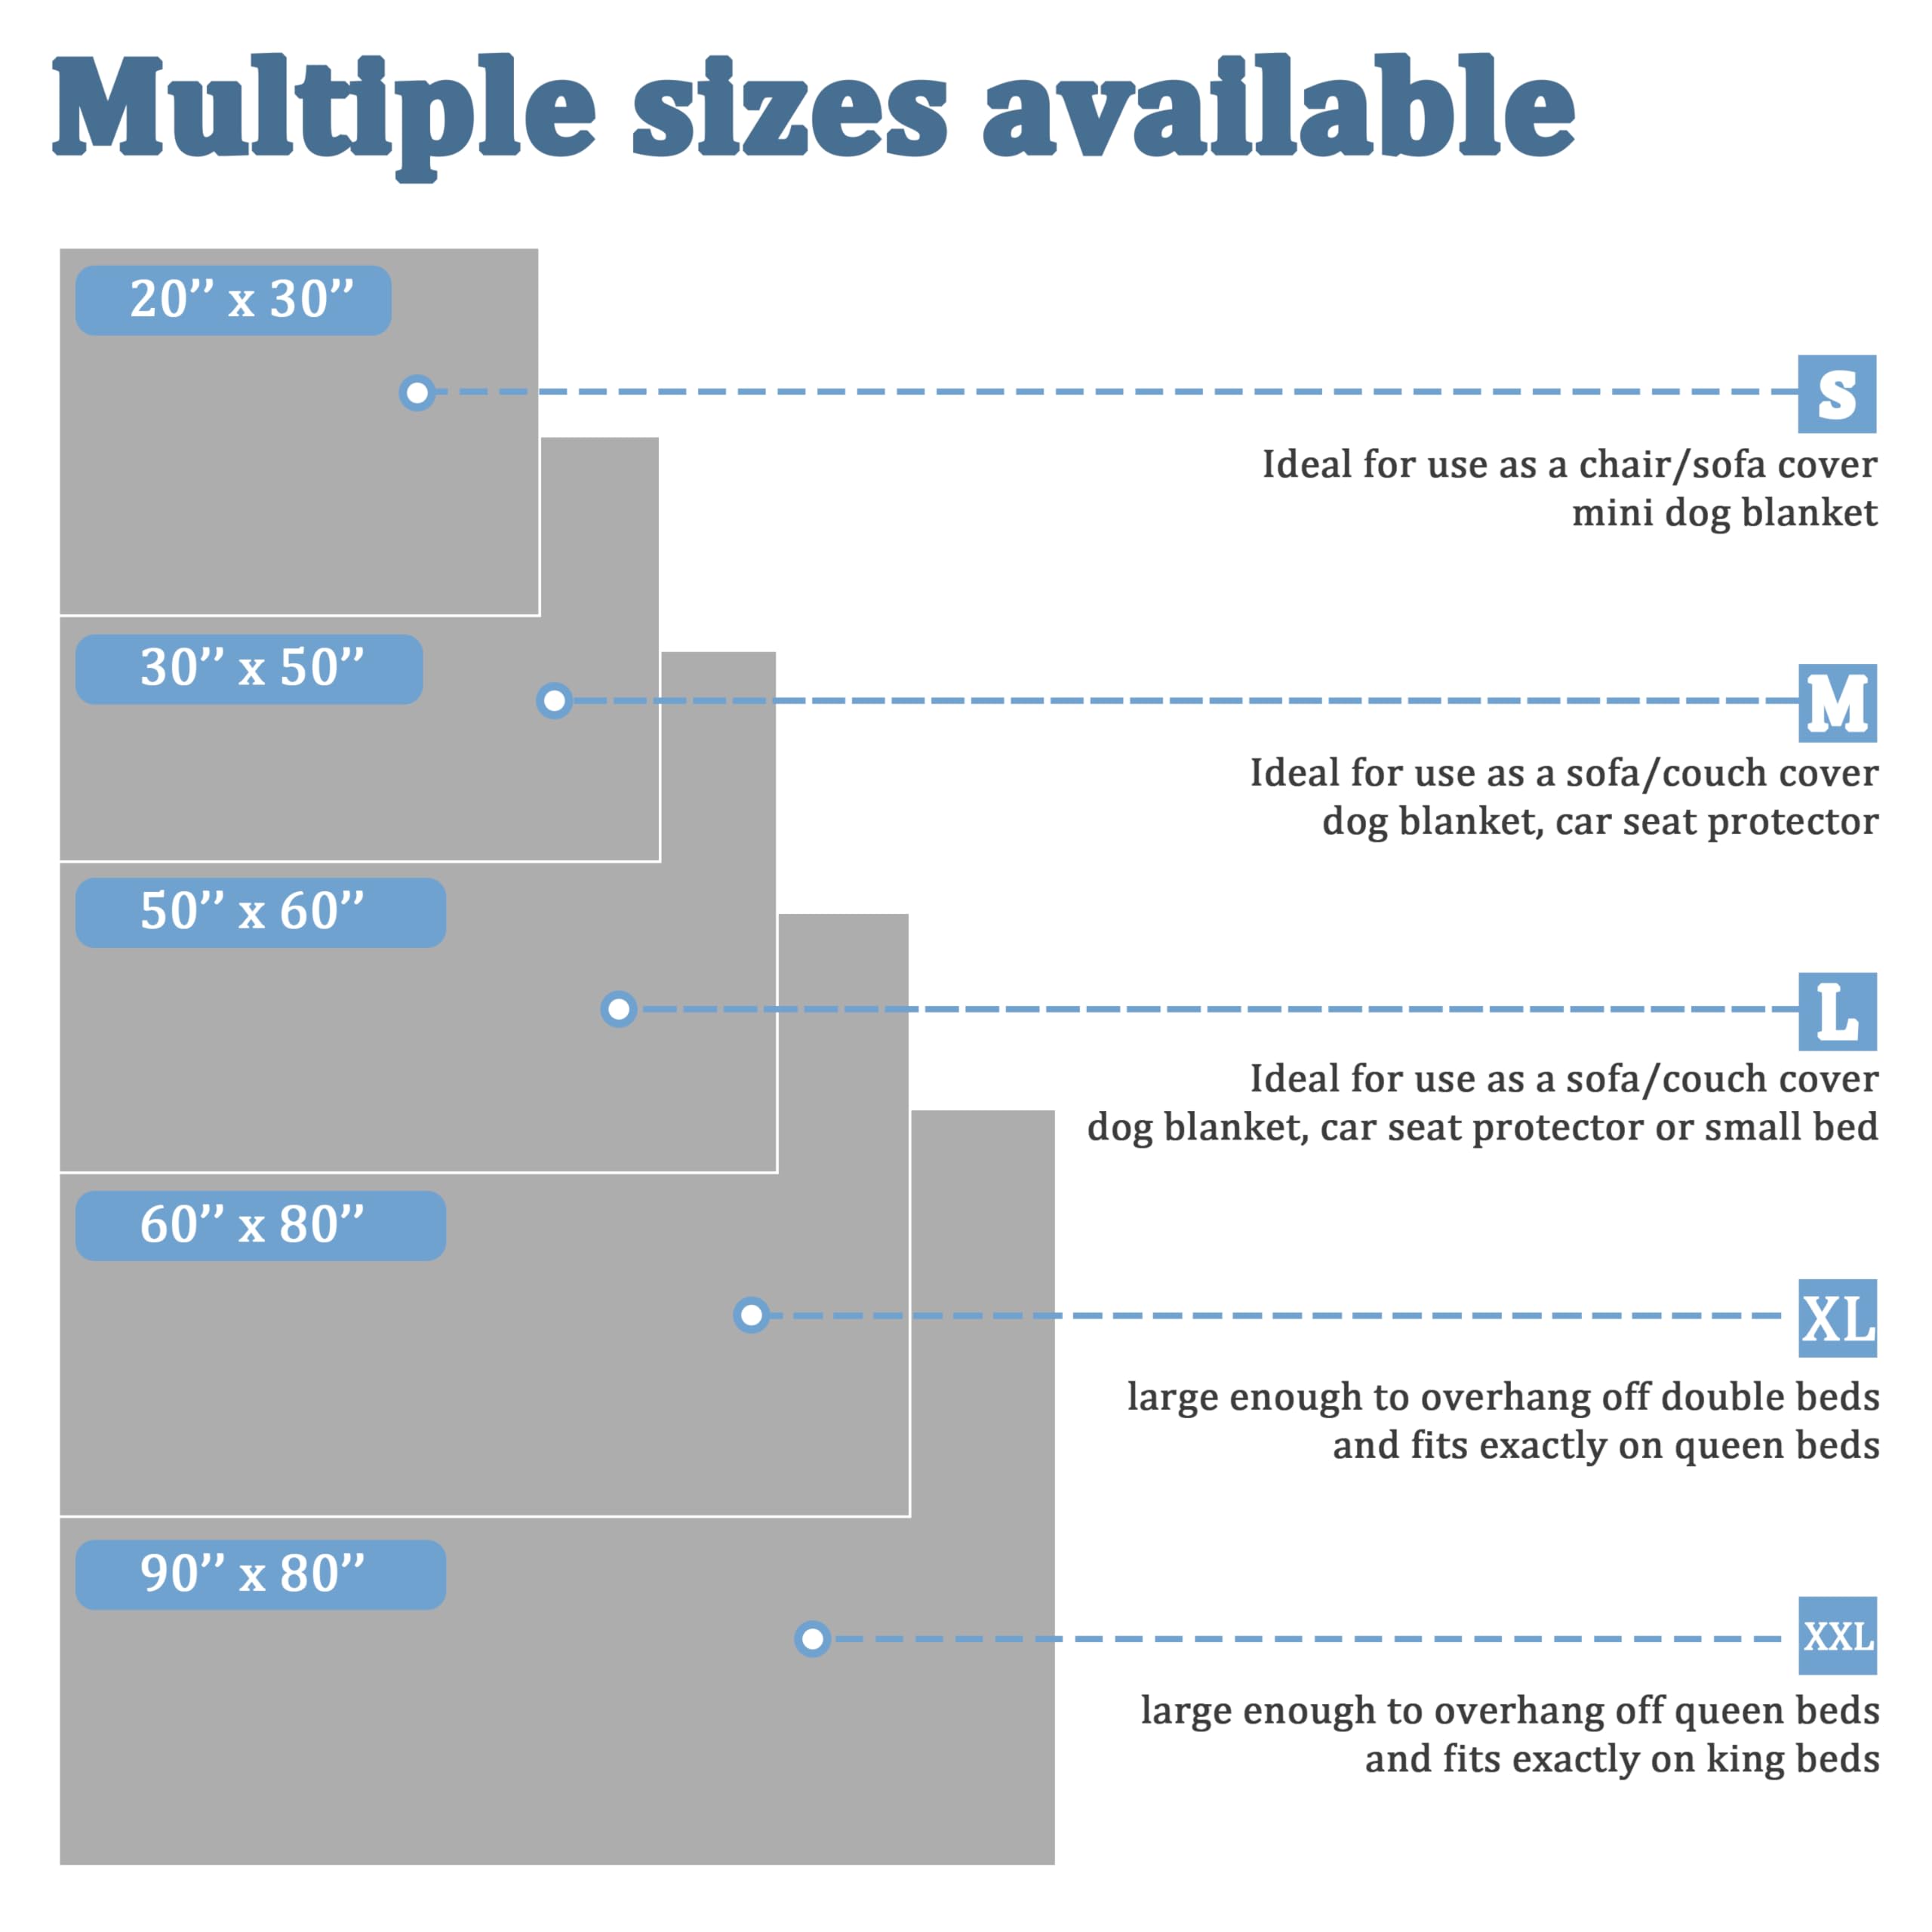 Multiple sizes available
20’’ x 30’’
S
Ideal for use as a chair/sofa cover
mini dog blanket
30’’ x 50’’
M
Ideal for use as a sofa/couch cover
dog blanket, car seat protector
50’’ x 60’’
L
Ideal for use as a sofa/couch cover
dog blanket, car seat protector or small bed
60’’ x 80’’
XL
large enough to overhang off double beds
and fits exactly on queen beds
90’’ x 80’’
XXL
large enough to overhang off queen beds
and fits exactly on king beds